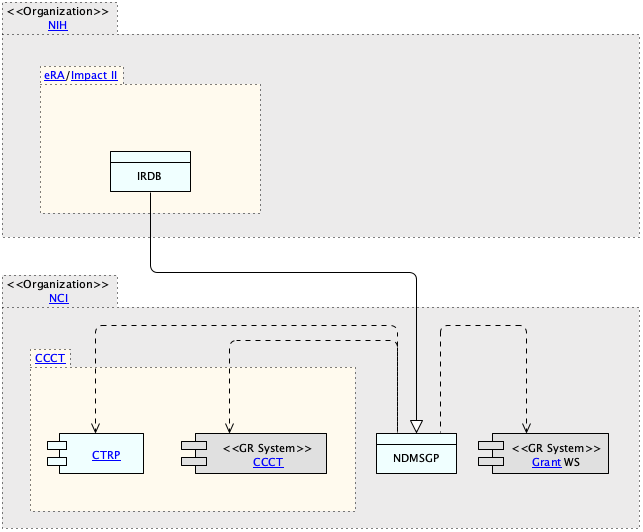 <<Organization>>
NIH
eRA/Impact II
IRDB
<<Organization>>
NCI
CCCT
CTRP
<<GR System>>
CCCT
NDMSGP
<<GR System>>
Grant WS